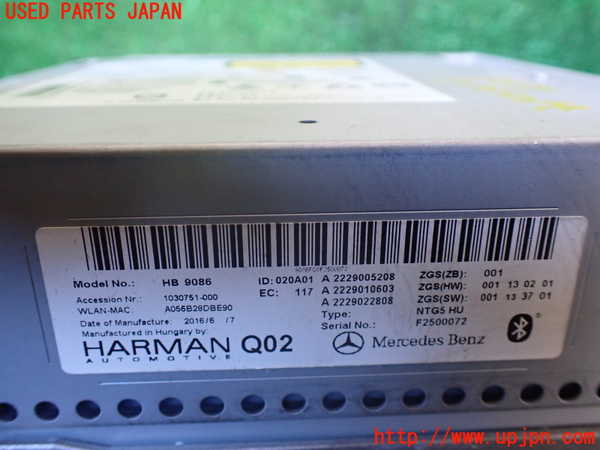 USED PARTS JAPAN
Model No.: HB 9086 ID: 020A01 A 2229005208 ZGS(ZB): 001
Accession Nr.: 1030751-000 EC: 117 A 2229010603 ZGS(HW): 001 13 02 01
WLAN-MAC: A056B28DBE90 A 2229022808 ZGS(SW): 001 13 37 01
Date of Manufacture: 2016/6 /7 Type: NTG5 HU
Manufactured in Hungary by: Serial No.: F2500072
HARMAN Q02 Mercedes Benz
AUTOMOTIVE
http://www.upjpn.com/